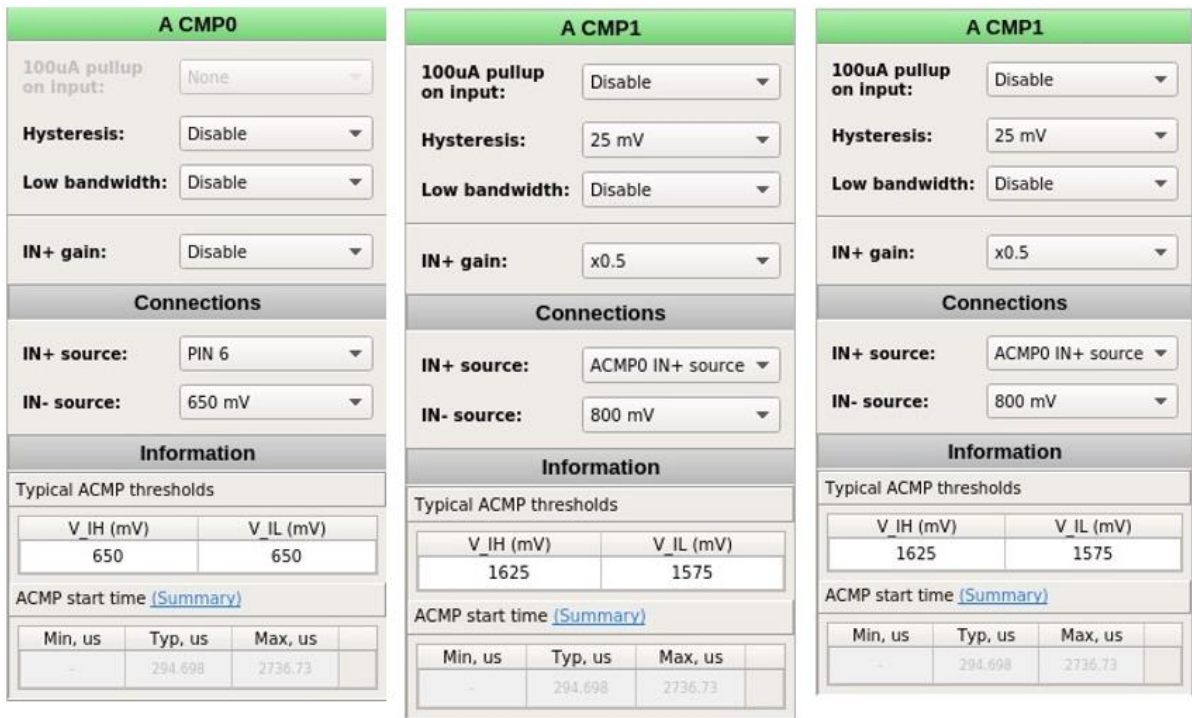 A CMP0
100uA pullup
on input:
None
Hysteresis:
Disable
Low bandwidth:
Disable
IN+ gain:
Disable
Connections
IN+ source:
PIN 6
IN- source:
650 mV
Information
Typical ACMP thresholds
V_IH (mV) V_IL (mV)
650 650
ACMP start time (Summary)
Min, us Typ, us Max, us
- 294.698 2736.73
A CMP1
100uA pullup
on input:
Disable
Hysteresis:
25 mV
Low bandwidth:
Disable
IN+ gain:
x0.5
Connections
IN+ source:
ACMP0 IN+ source
IN- source:
800 mV
Information
Typical ACMP thresholds
V_IH (mV) V_IL (mV)
1625 1575
ACMP start time (Summary)
Min, us Typ, us Max, us
- 294.698 2736.73
A CMP1
100uA pullup
on input:
Disable
Hysteresis:
25 mV
Low bandwidth:
Disable
IN+ gain:
x0.5
Connections
IN+ source:
ACMP0 IN+ source
IN- source:
800 mV
Information
Typical ACMP thresholds
V_IH (mV) V_IL (mV)
1625 1575
ACMP start time (Summary)
Min, us Typ, us Max, us
- 294.698 2736.73